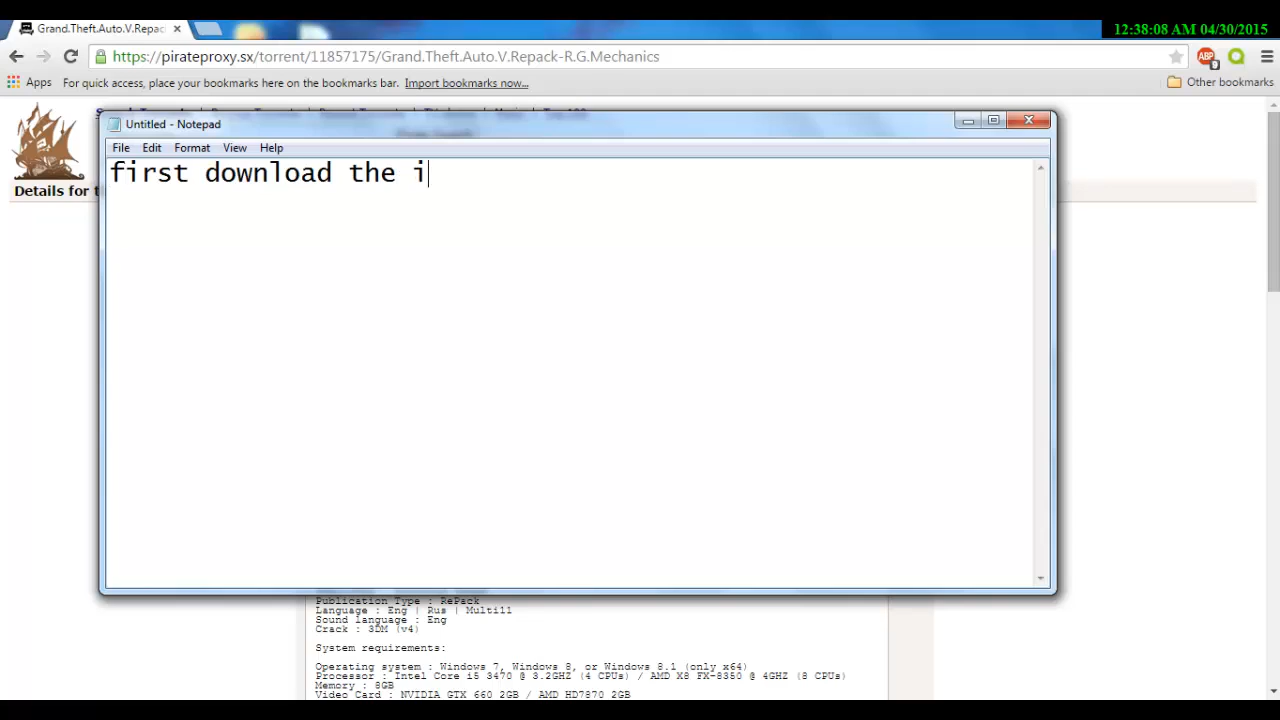 Grand.Theft.Auto.V.Repac
12:38:08 AM 04/30/2015
https://pirateproxy.sx/torrent/11857175/Grand.Theft.Auto.V.Repack-R.G.Mechanics
ABP
Apps For quick access, place your bookmarks here on the bookmarks bar. Import bookmarks now... Other bookmarks
Untitled - Notepad
File Edit Format View Help
first download the i
Details for t
Publication Type : RePack
Language : Eng | Rus | Multi11
Sound language : Eng
Crack : 3DM (v4)
System requirements:
Operating system : Windows 7, Windows 8, or Windows 8.1 (only x64)
Processor : Intel Core i5 3470 @ 3.2GHZ (4 CPUs) / AMD X8 FX-8350 @ 4GHZ (8 CPUs)
Memory : 8GB
Video Card : NVIDIA GTX 660 2GB / AMD HD7870 2GB